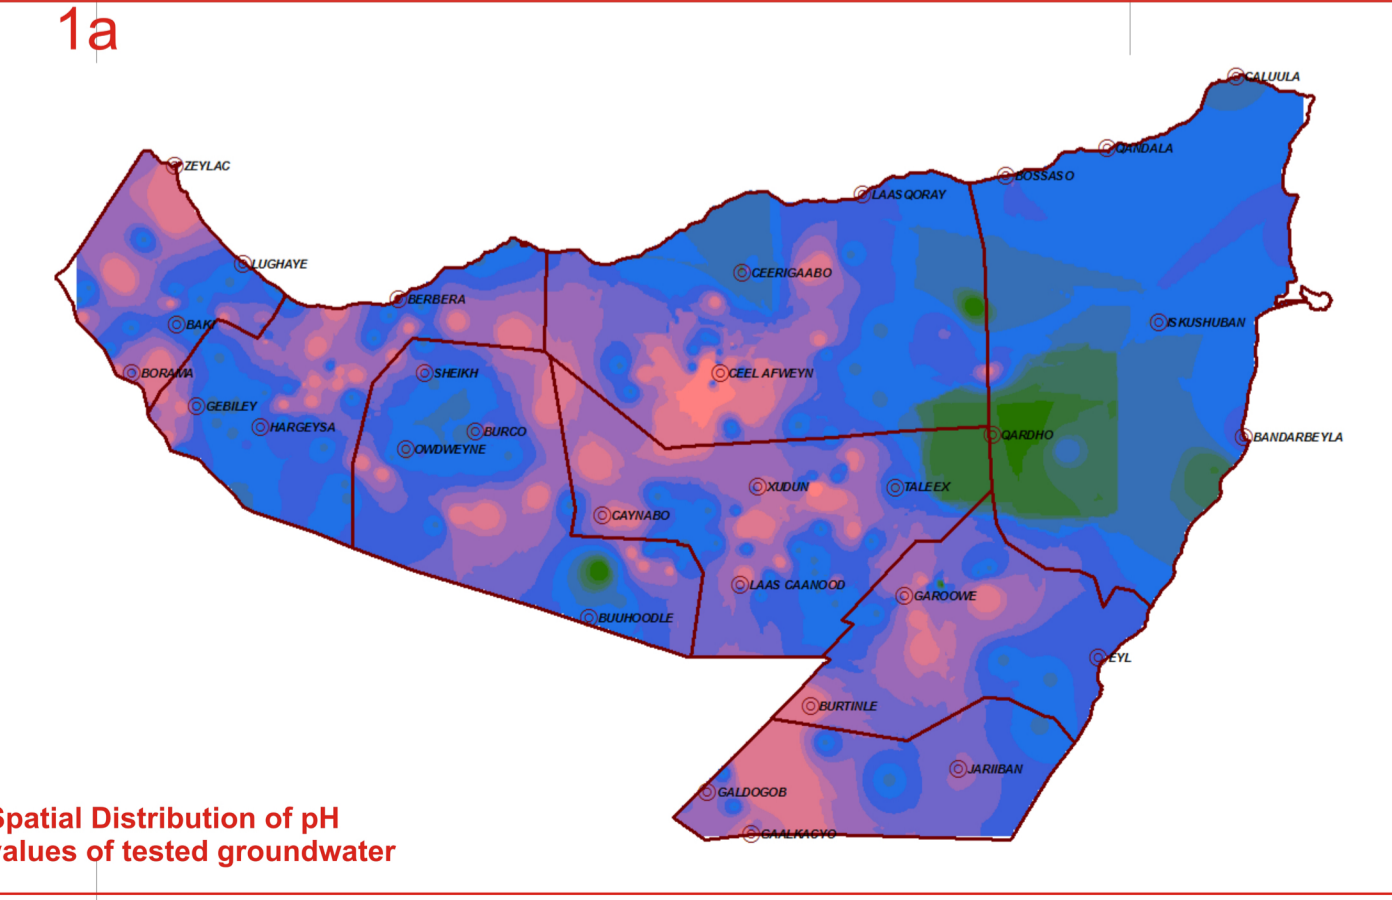 1a
CALUULA
QANDALA
ZEYLAC
BOSSASO
LAASQORAY
LUGHAYE
CEERIGAABO
BERBERA
BAKI
ISKUSHUBAN
BORAMA
SHEIKH
CEEL AFWEYN
GEBILEY
HARGEYSA
BURCO
QARDHO
BANDARBEYLA
OWDWEYNE
XUDUN
TALEEX
CAYNABO
LAAS CAANOOD
GAROOWE
BUUHOODLE
EYL
BURTINLE
JARIIBAN
GALDOGOB
Spatial Distribution of pH
values of tested groundwater
GAALKACYO